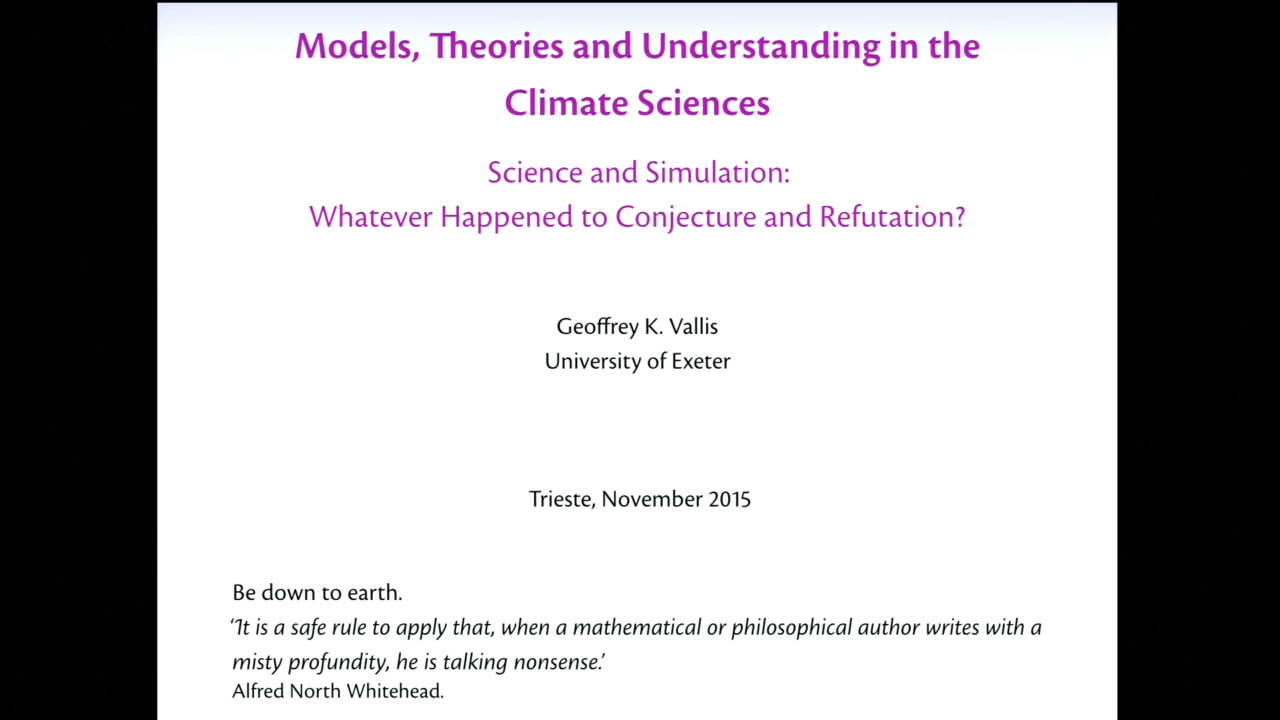 Models, Theories and Understanding in the
Climate Sciences
Science and Simulation:
Whatever Happened to Conjecture and Refutation?
Geoffrey K. Vallis
University of Exeter
Trieste, November 2015
Be down to earth.
‘It is a safe rule to apply that, when a mathematical or philosophical author writes with a
misty profundity, he is talking nonsense.’
Alfred North Whitehead.